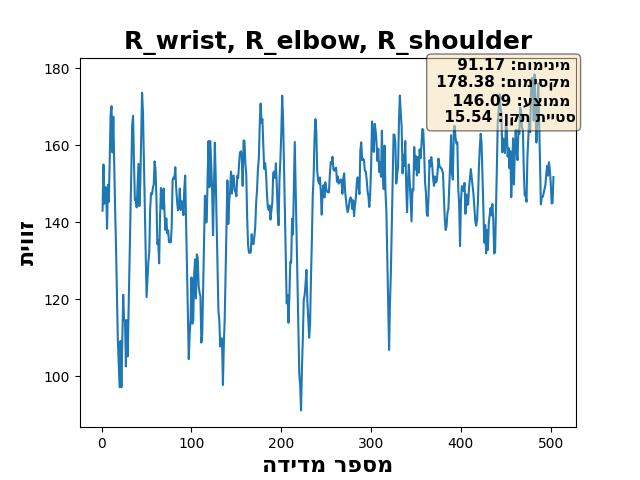 R_wrist, R_elbow, R_shoulder
מינימום: 91.17
מקסימום: 178.38
ממוצע: 146.09
סטיית תקן: 15.54
180
160
140
120
100
זווית
0 100 200 300 400 500
מספר מדידה